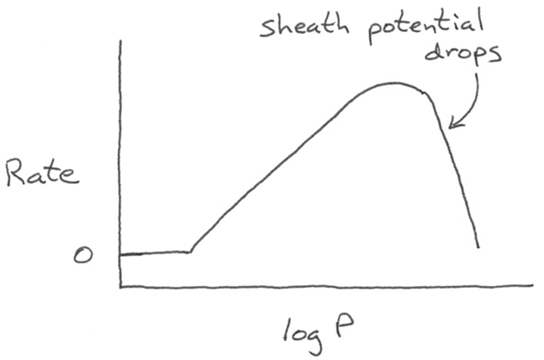 sheath potential
drops
Rate
0
log P